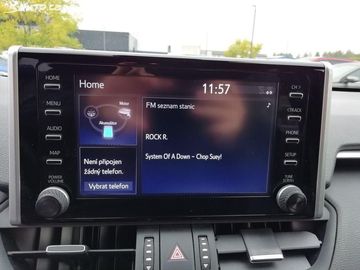 Home
11:57
HOME
MENU
AUDIO
MAP
POWER
VOLUME
Motor
Akumulátor
Není připojen
žádný telefon.
Vybrat telefon
FM seznam stanic
ROCK R.
System Of A Down - Chop Suey!
CH
TRACK
PHONE
SETUP
TUNE
SCROLL